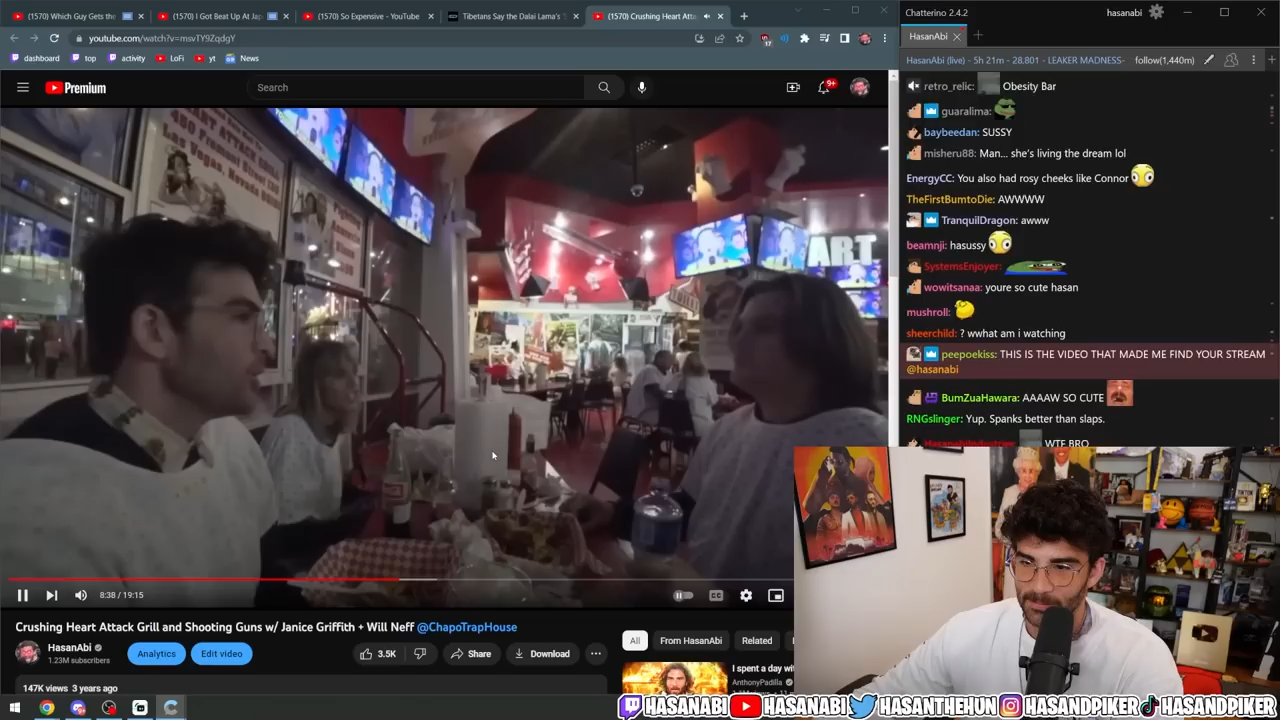 (1570) Which Guy Gets the
(1570) I Got Beat Up At Jap
(1570) So Expensive - YouTube
Tibetans Say the Dalai Lama's '
(1570) Crushing Heart Atta
youtube.com/watch?v=msvTY9ZqdgY
17
dashboard
top
activity
LoFi
yt
News
Premium
Search
9+
ART
8:38 / 19:15
CC
Crushing Heart Attack Grill and Shooting Guns w/ Janice Griffith + Will Neff @ChapoTrapHouse
HasanAbi
1.23M subscribers
Analytics
Edit video
3.5K
Share
Download
147K views 3 years ago
All
From HasanAbi
Related
I spent a day wi
AnthonyPadilla
Chatterino 2.4.2
hasanabi
HasanAbi
HasanAbi (live) - 5h 21m - 28.801 - LEAKER MADNESS-
follow(1,440m)
retro_relic: Obesity Bar
guaralima:
baybeedan: SUSSY
misheru88: Man... she's living the dream lol
EnergyCC: You also had rosy cheeks like Connor
TheFirstBumtoDie: AWWWW
TranquilDragon: awww
beamnji: hasussy
SystemsEnjoyer:
wowitsanaa: youre so cute hasan
mushroll:
sheerchild: ? wwhat am i watching
peepoekiss: THIS IS THE VIDEO THAT MADE ME FIND YOUR STREAM
@hasanabi
BumZuaHawara: AAAAW SO CUTE
RNGslinger: Yup. Spanks better than slaps.
WTF BRO
HASANABI
HASANABI
HASANTHEHUN
HASANDPIKER
HASANDPIKER